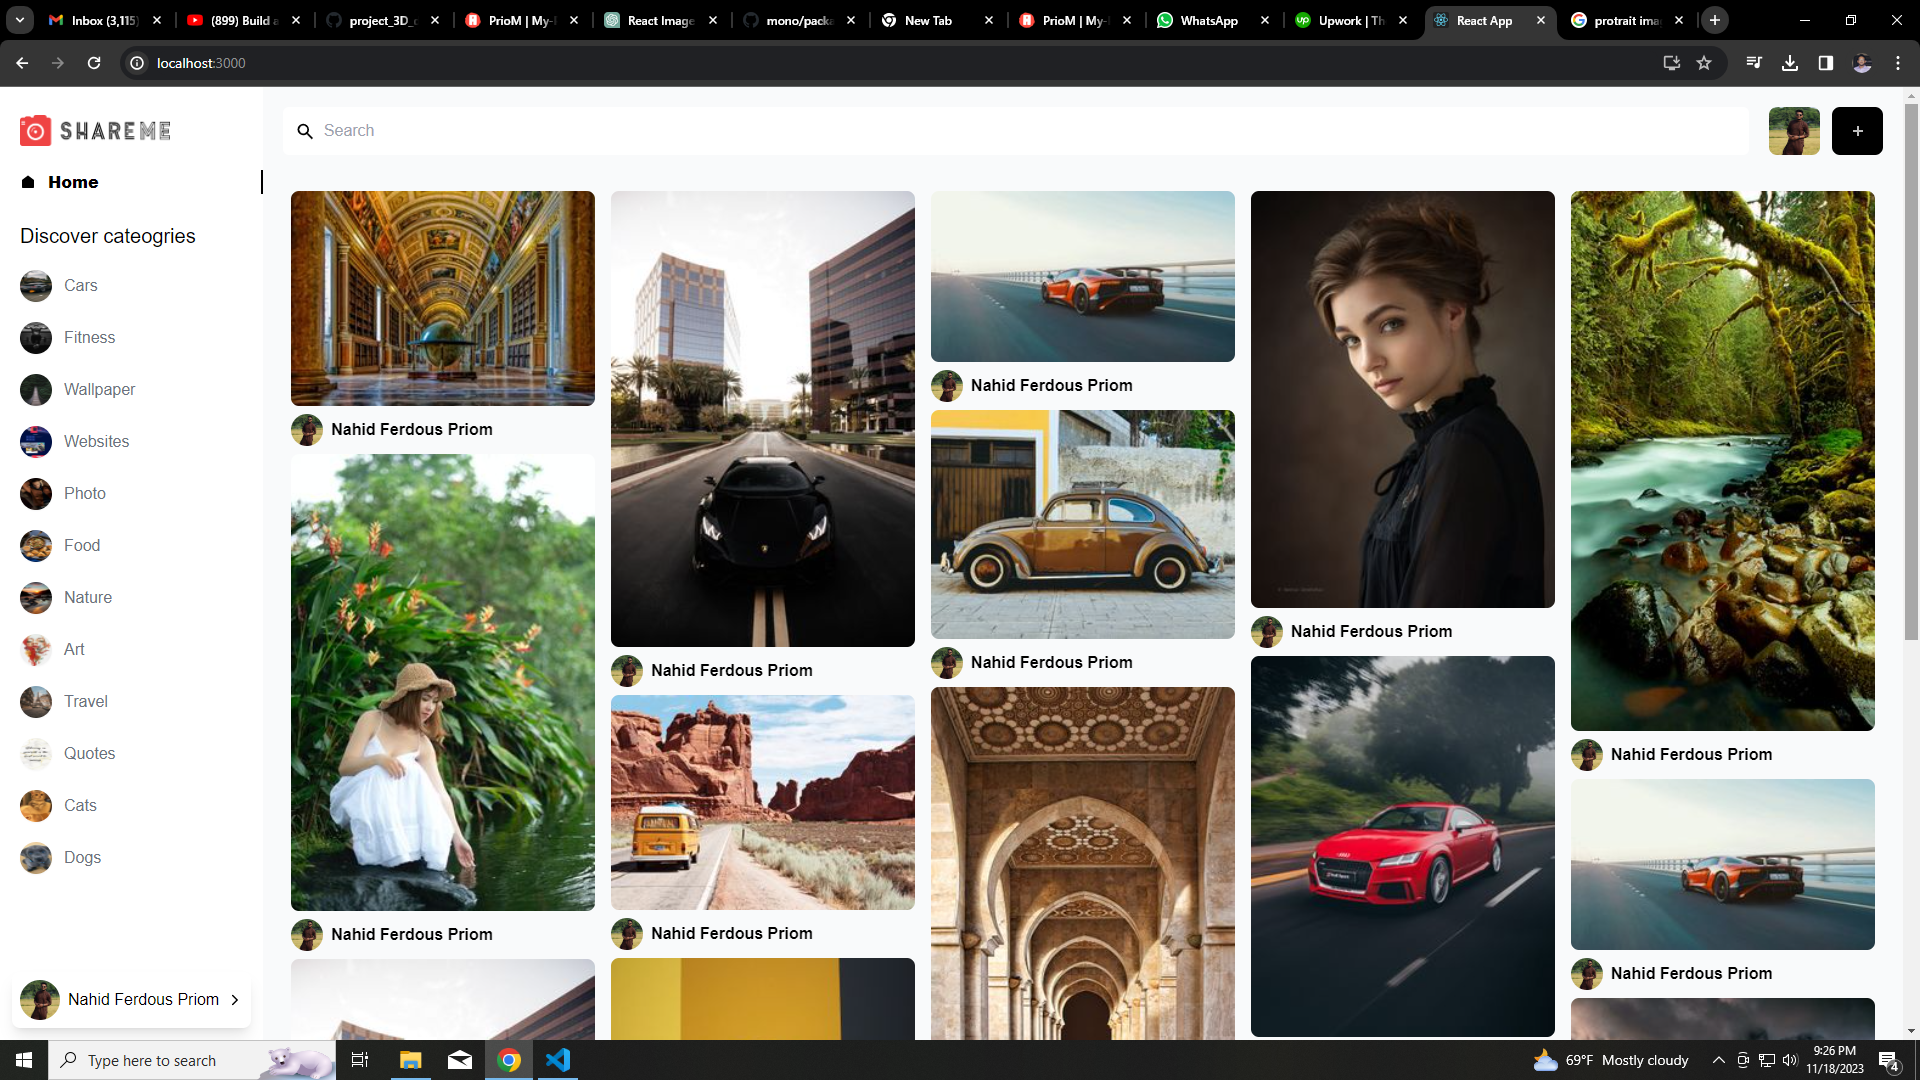 Inbox (3,115)
(899) Build a
project_3D_c
PrioM | My-P
React Image
mono/packa
New Tab
PrioM | My-P
WhatsApp
Upwork | Th
React App
protrait ima
localhost:3000
SHAREME
Search
+
Home
Discover cateogries
Cars
Fitness
Wallpaper
Websites
Photo
Food
Nature
Art
Travel
Quotes
Cats
Dogs
Nahid Ferdous Priom
Nahid Ferdous Priom
Nahid Ferdous Priom
Nahid Ferdous Priom
Nahid Ferdous Priom
Nahid Ferdous Priom
Nahid Ferdous Priom
Nahid Ferdous Priom
Nahid Ferdous Priom
Nahid Ferdous Priom
Type here to search
69°F Mostly cloudy
9:26 PM
11/18/2023
4